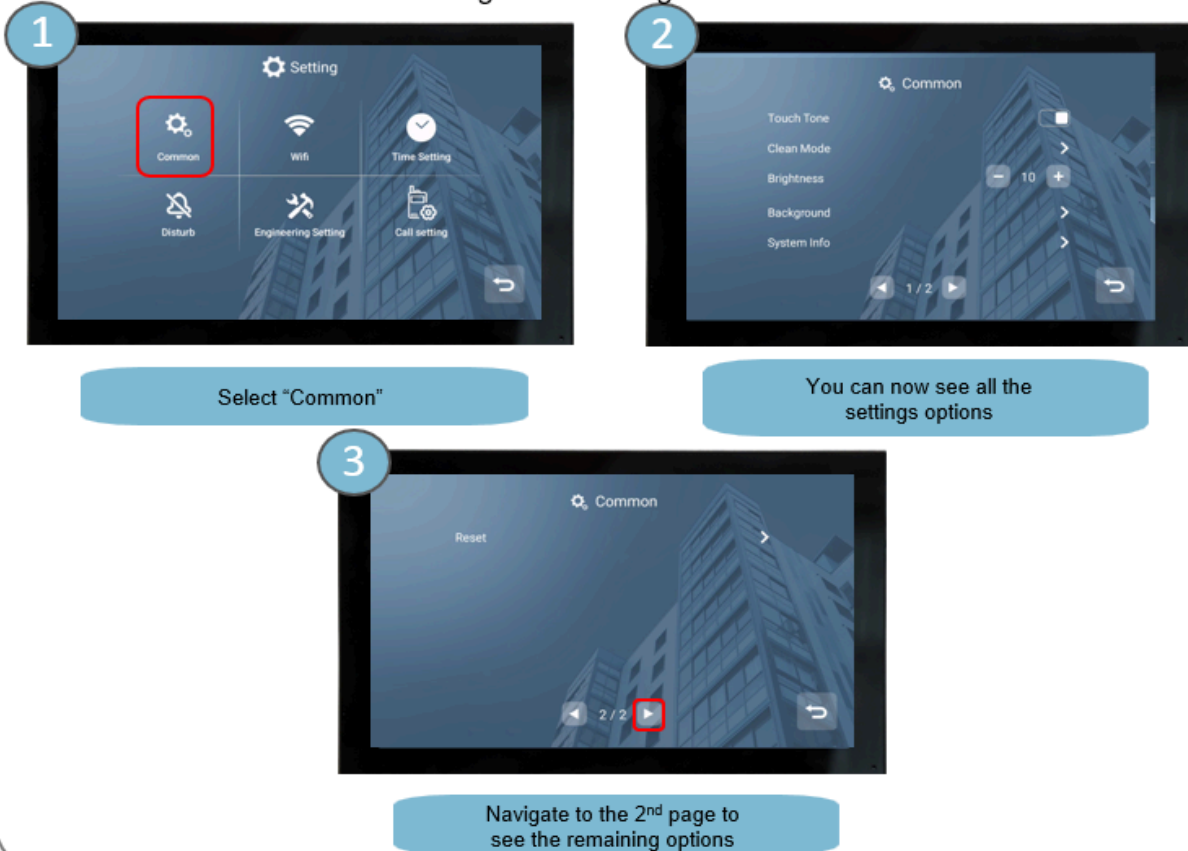 1
Setting
Common
Wifi
Time Setting
Disturb
Engineering Setting
Call setting
Select “Common”
2
Common
Touch Tone
Clean Mode
Brightness
- 10 +
Background
System Info
1 / 2
You can now see all the
settings options
3
Common
Reset
2 / 2
Navigate to the 2nd page to
see the remaining options